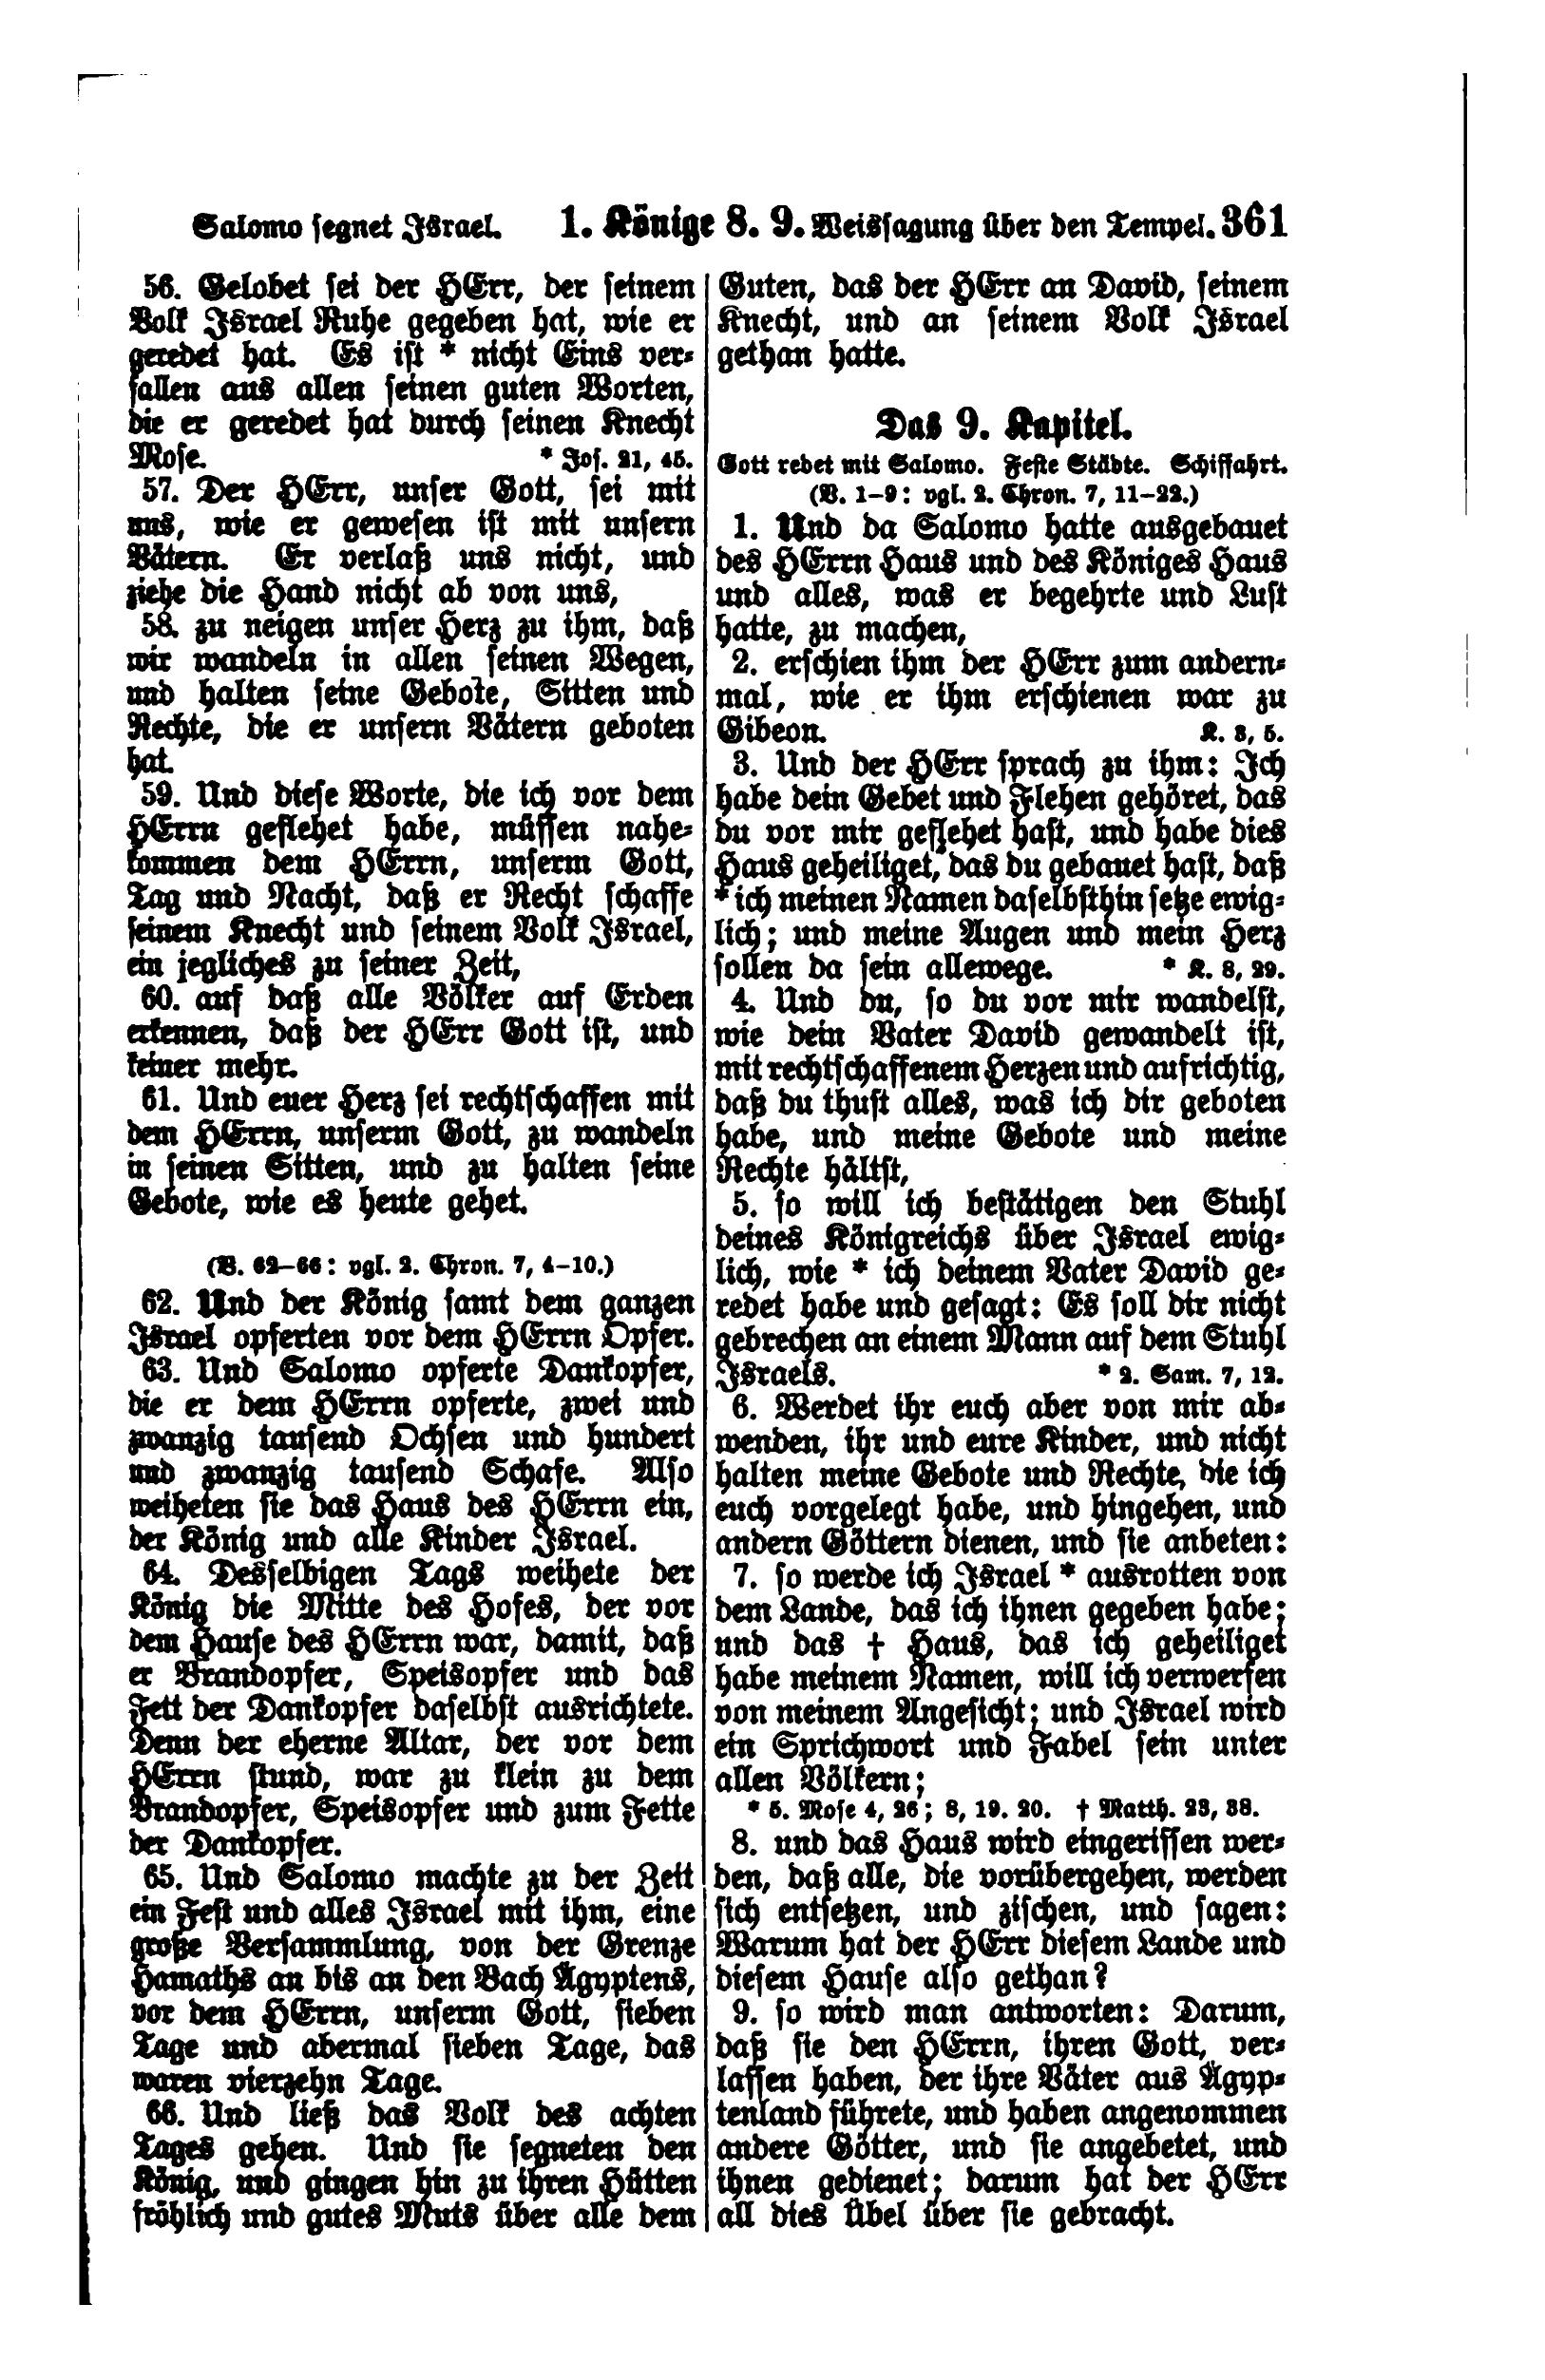 Salomo segnet Israel. 1. Könige 8. 9. Weissagung über den Tempel. 361
56. Gelobet sei der HErr, der seinem
Volk Israel Ruhe gegeben hat, wie er
geredet hat. Es ist * nicht Eins ver-
fallen aus allen seinen guten Worten,
die er geredet hat durch seinen Knecht
Mose. * Jos. 21, 45.
57. Der HErr, unser Gott, sei mit
uns, wie er gewesen ist mit unsern
Vätern. Er verlaß uns nicht, und
ziehe die Hand nicht ab von uns,
58. zu neigen unser Herz zu ihm, daß
wir wandeln in allen seinen Wegen,
und halten seine Gebote, Sitten und
Rechte, die er unsern Vätern geboten
hat.
59. Und diese Worte, die ich vor dem
HErrn geflehet habe, müssen nahe-
kommen dem HErrn, unserm Gott,
Tag und Nacht, daß er Recht schaffe
seinem Knecht und seinem Volk Israel,
ein jegliches zu seiner Zeit,
60. auf daß alle Völker auf Erden
erkennen, daß der HErr Gott ist, und
keiner mehr.
61. Und euer Herz sei rechtschaffen mit
dem HErrn, unserm Gott, zu wandeln
in seinen Sitten, und zu halten seine
Gebote, wie es heute gehet.
(V. 62–66: vgl. 2. Chron. 7, 4–10.)
62. Und der König samt dem ganzen
Israel opferten vor dem HErrn Opfer.
63. Und Salomo opferte Dankopfer,
die er dem HErrn opferte, zwei und
zwanzig tausend Ochsen und hundert
und zwanzig tausend Schafe. Also
weiheten sie das Haus des HErrn ein,
der König und alle Kinder Israel.
64. Desselbigen Tags weihete der
König die Mitte des Hofes, der vor
dem Hause des HErrn war, damit, daß
er Brandopfer, Speisopfer und das
Fett der Dankopfer daselbst ausrichtete.
Denn der eherne Altar, der vor dem
HErrn stund, war zu klein zu dem
Brandopfer, Speisopfer und zum Fette
der Dankopfer.
65. Und Salomo machte zu der Zeit
ein Fest und alles Israel mit ihm, eine
große Versammlung, von der Grenze
Hamaths an bis an den Bach Ägyptens,
vor dem HErrn, unserm Gott, sieben
Tage und abermal sieben Tage, das
waren vierzehn Tage.
66. Und ließ das Volk des achten
Tages gehen. Und sie segneten den
König, und gingen hin zu ihren Hütten
fröhlich und gutes Muts über alle dem
Guten, das der HErr an David, seinem
Knecht, und an seinem Volk Israel
gethan hatte.
Das 9. Kapitel.
Gott redet mit Salomo. Feste Städte. Schiffahrt.
(V. 1–9: vgl. 2. Chron. 7, 11–22.)
1. Und da Salomo hatte ausgebauet
des HErrn Haus und des Königes Haus
und alles, was er begehrte und Lust
hatte, zu machen,
2. erschien ihm der HErr zum andern-
mal, wie er ihm erschienen war zu
Gibeon. K. 3, 5.
3. Und der HErr sprach zu ihm: Ich
habe dein Gebet und Flehen gehöret, das
du vor mir geflehet hast, und habe dies
Haus geheiliget, das du gebauet hast, daß
* ich meinen Namen daselbsthin setze ewig-
lich; und meine Augen und mein Herz
sollen da sein allewege. * K. 8, 29.
4. Und du, so du vor mir wandelst,
wie dein Vater David gewandelt ist,
mit rechtschaffenem Herzen und aufrichtig,
daß du thust alles, was ich dir geboten
habe, und meine Gebote und meine
Rechte hältst,
5. so will ich bestätigen den Stuhl
deines Königreichs über Israel ewig-
lich, wie * ich deinem Vater David ge-
redet habe und gesagt: Es soll dir nicht
gebrechen an einem Mann auf dem Stuhl
Israels. * 2. Sam. 7, 12.
6. Werdet ihr euch aber von mir ab-
wenden, ihr und eure Kinder, und nicht
halten meine Gebote und Rechte, die ich
euch vorgelegt habe, und hingehen, und
andern Göttern dienen, und sie anbeten:
7. so werde ich Israel * ausrotten von
dem Lande, das ich ihnen gegeben habe;
und das † Haus, das ich geheiliget
habe meinem Namen, will ich verwerfen
von meinem Angesicht; und Israel wird
ein Sprichwort und Fabel sein unter
allen Völkern;
* 5. Mose 4, 26; 8, 19. 20. † Matth. 23, 38.
8. und das Haus wird eingerissen wer-
den, daß alle, die vorübergehen, werden
sich entsetzen, und zischen, und sagen:
Warum hat der HErr diesem Lande und
diesem Hause also gethan?
9. so wird man antworten: Darum,
daß sie den HErrn, ihren Gott, ver-
lassen haben, der ihre Väter aus Ägyp-
tenland führete, und haben angenommen
andere Götter, und sie angebetet, und
ihnen gedienet; darum hat der HErr
all dies Übel über sie gebracht.